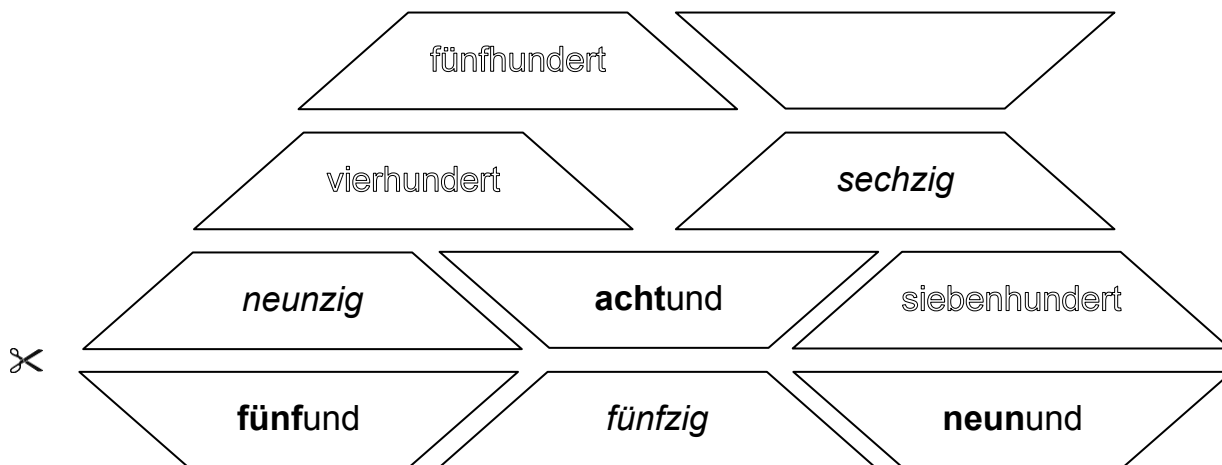 fünfhundert
vierhundert sechzig
neunzig achtund siebenhundert
fünfund fünfzig neunund